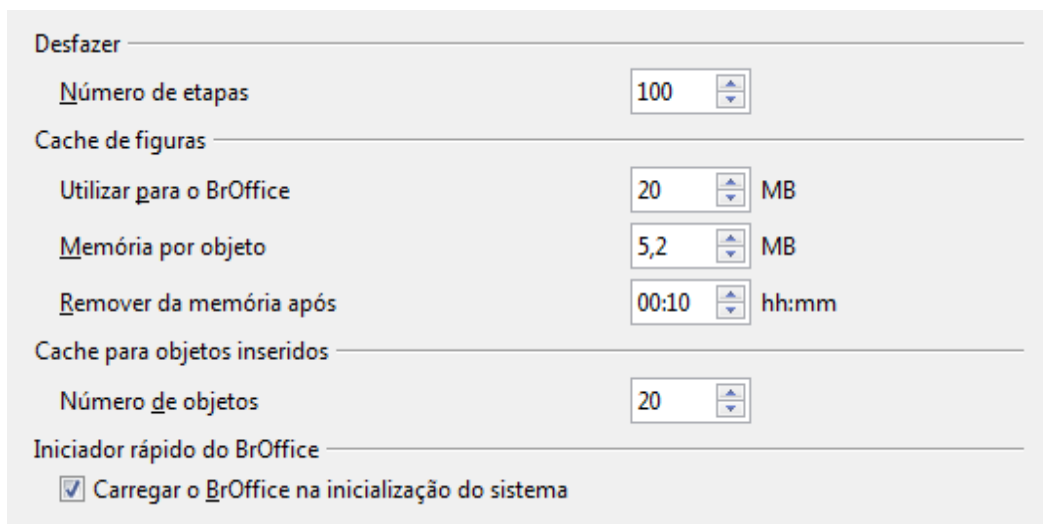 Desfazer
Número de etapas 100
Cache de figuras
Utilizar para o BrOffice 20 MB
Memória por objeto 5,2 MB
Remover da memória após 00:10 hh:mm
Cache para objetos inseridos
Número de objetos 20
Iniciador rápido do BrOffice
Carregar o BrOffice na inicialização do sistema